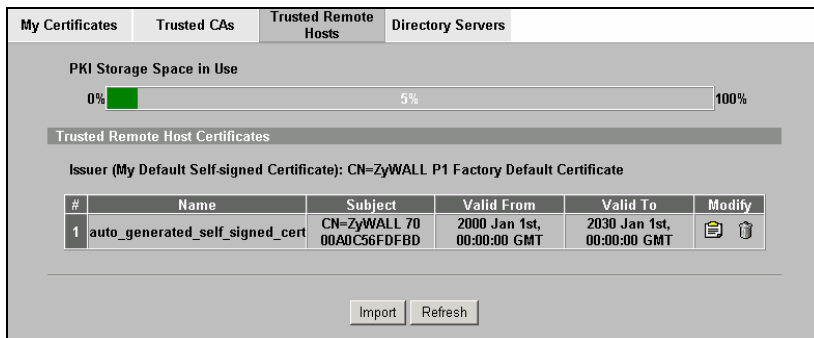 My Certificates Trusted CAs Trusted Remote Hosts Directory Servers
PKI Storage Space in Use
0% 5% 100%
Trusted Remote Host Certificates
Issuer (My Default Self-signed Certificate): CN=ZyWALL P1 Factory Default Certificate
# Name Subject Valid From Valid To Modify
1 auto_generated_self_signed_cert CN=ZyWALL 70 00A0C56FDFBD 2000 Jan 1st, 00:00:00 GMT 2030 Jan 1st, 00:00:00 GMT
Import Refresh